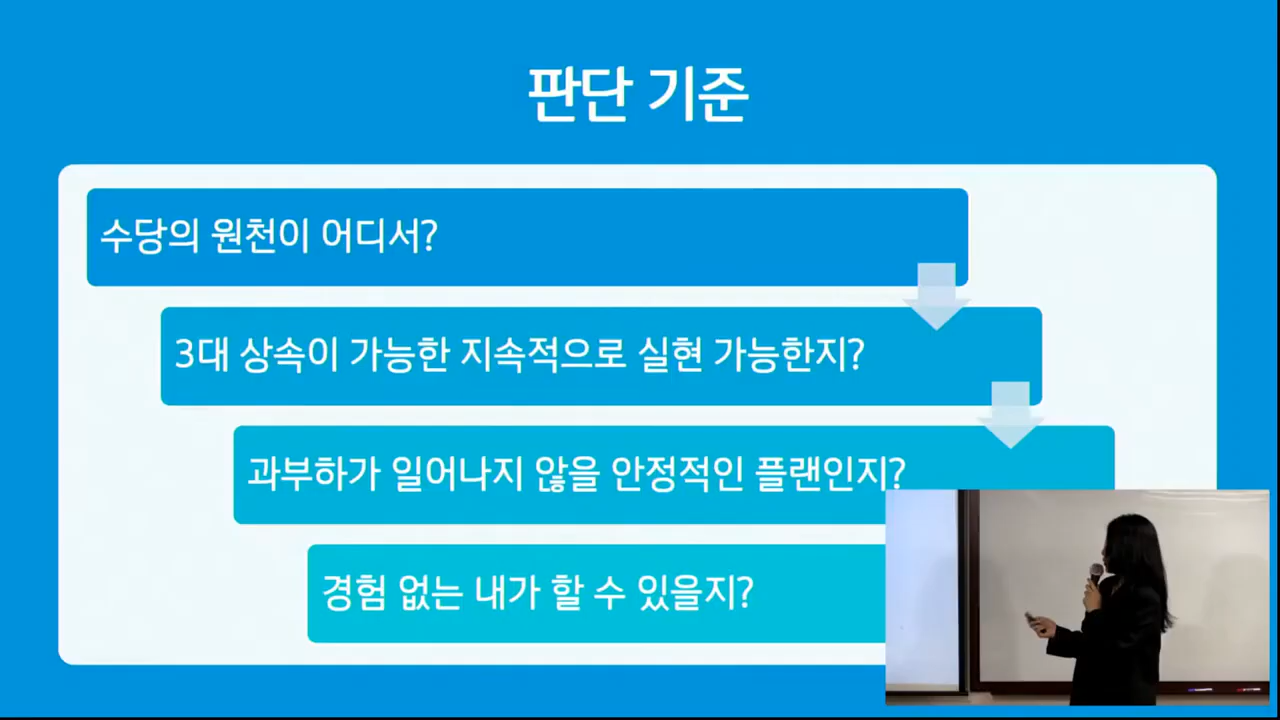 판단 기준
수당의 원천이 어디서?
3대 상속이 가능한 지속적으로 실현 가능한지?
과부하가 일어나지 않을 안정적인 플랜인지?
경험 없는 내가 할 수 있을지?